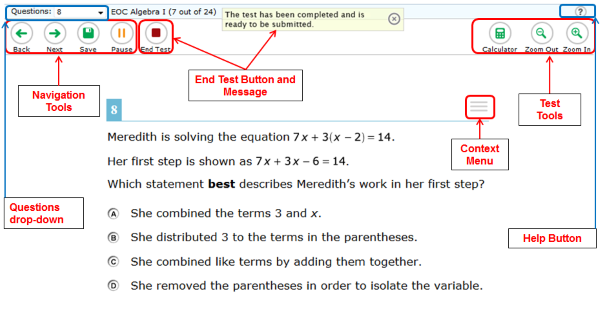 Questions: 8
EOC Algebra I (7 out of 24)
The test has been completed and is
ready to be submitted.
?
Back
Next
Save
Pause
End Test
Calculator
Zoom Out
Zoom In
Navigation
Tools
End Test Button and
Message
Test
Tools
8
Context
Menu
Meredith is solving the equation 7x + 3(x − 2) = 14.
Her first step is shown as 7x + 3x − 6 = 14.
Which statement best describes Meredith's work in her first step?
Questions
drop-down
Help Button
A She combined the terms 3 and x.
B She distributed 3 to the terms in the parentheses.
C She combined like terms by adding them together.
D She removed the parentheses in order to isolate the variable.